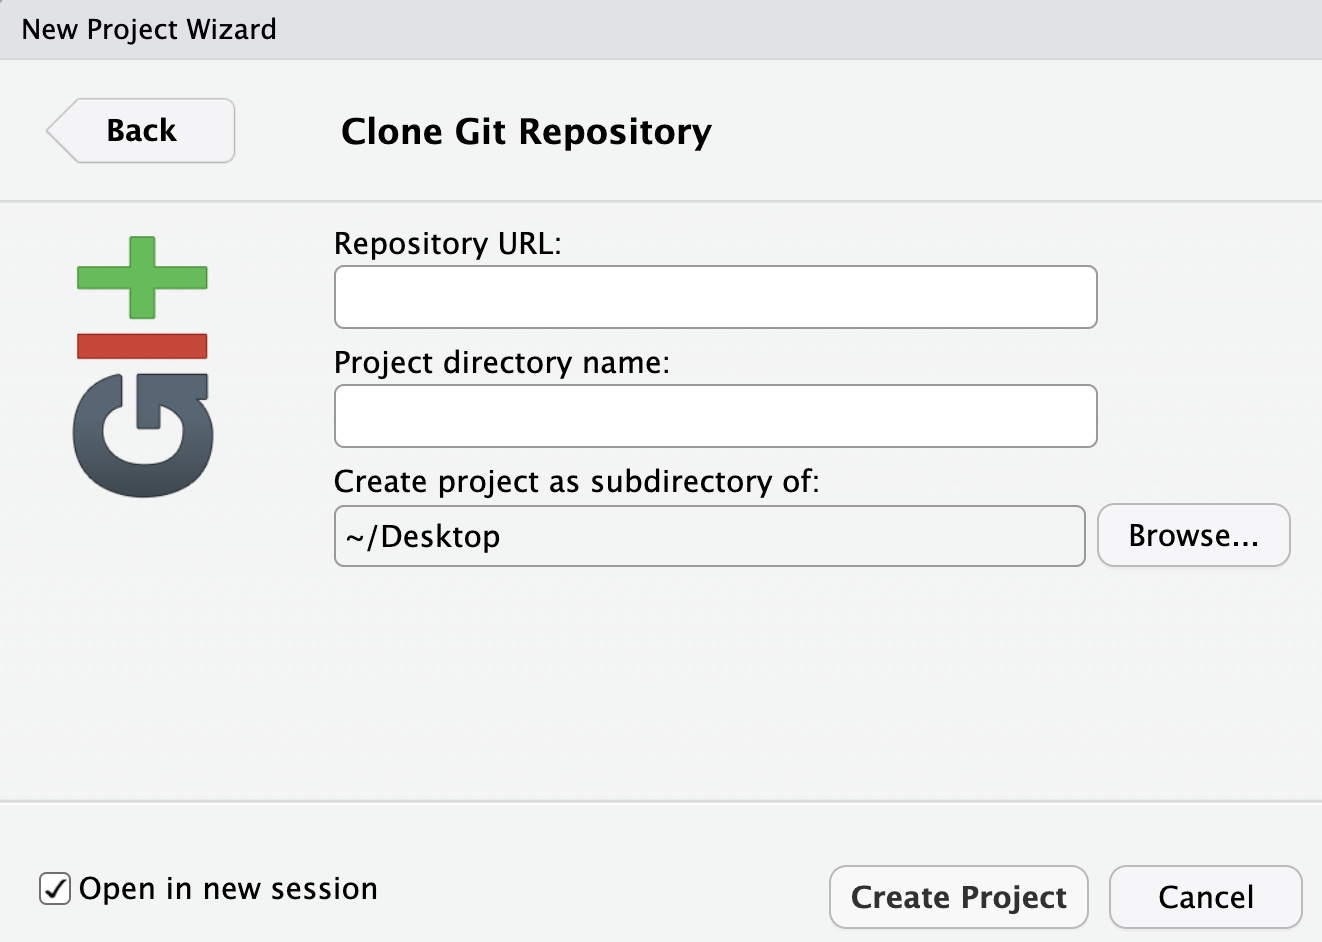 New Project Wizard
Back
Clone Git Repository
GIT
Repository URL:
Project directory name:
Create project as subdirectory of:
~/Desktop
Browse...
Open in new session
Create Project
Cancel